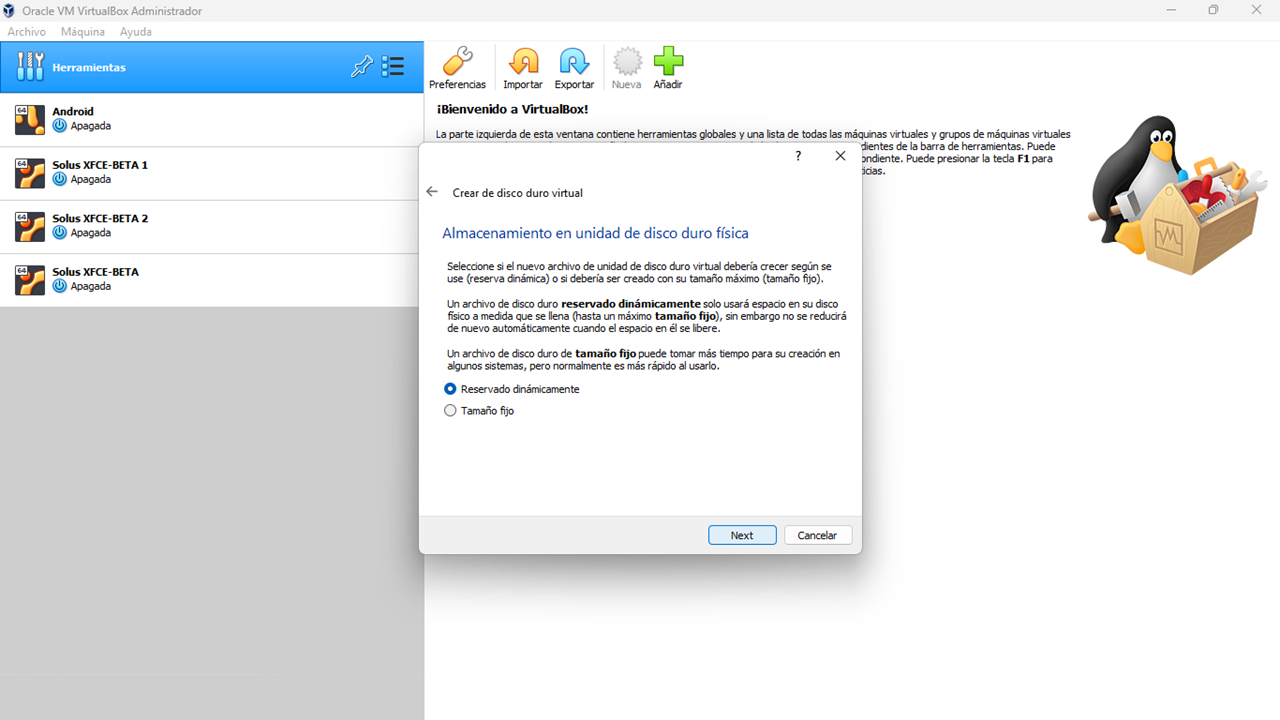 Oracle VM VirtualBox Administrador
Archivo Máquina Ayuda
Herramientas
Preferencias Importar Exportar Nueva Añadir
64
Android
Apagada
64
Solus XFCE-BETA 1
Apagada
64
Solus XFCE-BETA 2
Apagada
64
Solus XFCE-BETA
Apagada
¡Bienvenido a VirtualBox!
La parte izquierda de esta ventana contiene herramientas globales y una lista de todas las máquinas virtuales y grupos de máquinas virtuales
dientes de la barra de herramientas. Puede
ondiente. Puede presionar la tecla F1 para
icias.
?
Crear de disco duro virtual
Almacenamiento en unidad de disco duro física
Seleccione si el nuevo archivo de unidad de disco duro virtual debería crecer según se
use (reserva dinámica) o si debería ser creado con su tamaño máximo (tamaño fijo).
Un archivo de disco duro reservado dinámicamente solo usará espacio en su disco
físico a medida que se llena (hasta un máximo tamaño fijo), sin embargo no se reducirá
de nuevo automáticamente cuando el espacio en él se libere.
Un archivo de disco duro de tamaño fijo puede tomar más tiempo para su creación en
algunos sistemas, pero normalmente es más rápido al usarlo.
Reservado dinámicamente
Tamaño fijo
Next Cancelar